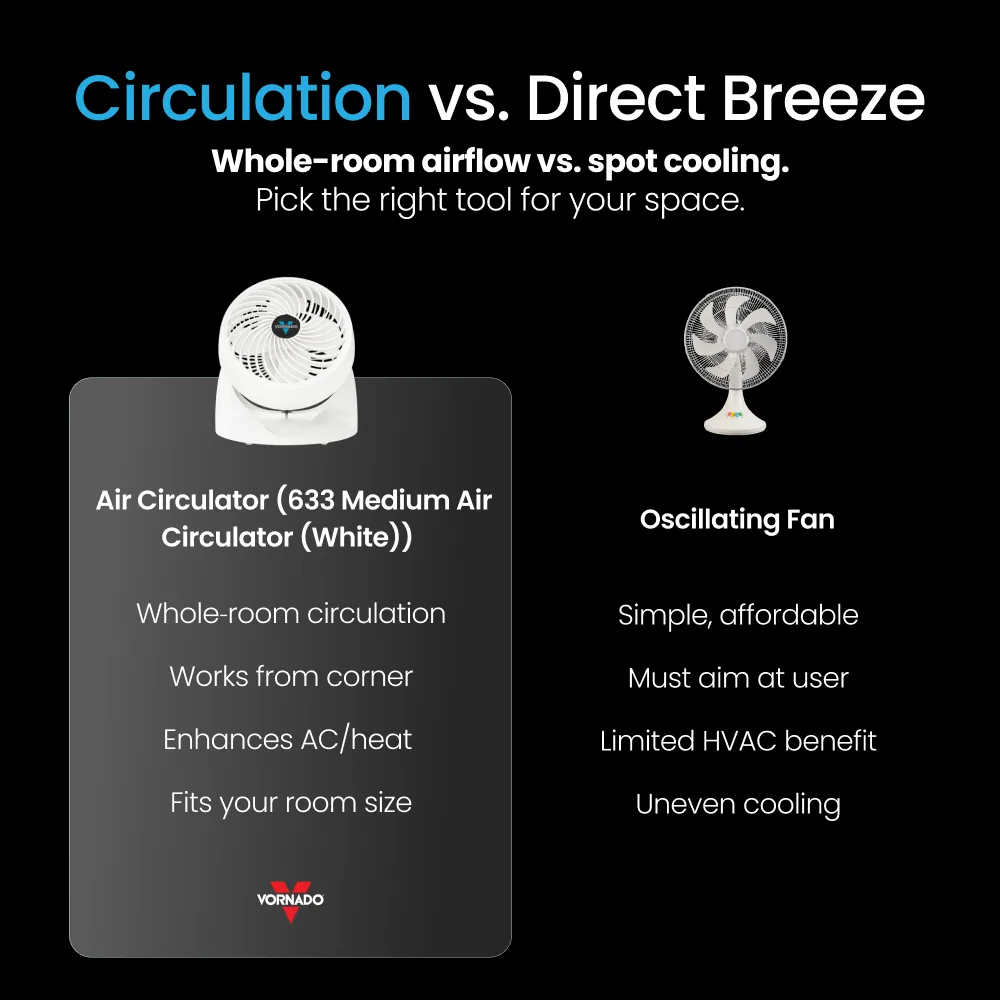 Circulation vs. Direct Breeze
Whole-room airflow vs. spot cooling.
Pick the right tool for your space.
VORNADO
Air Circulator (633 Medium Air
Circulator (White))
Whole-room circulation
Works from corner
Enhances AC/heat
Fits your room size
VORNADO
Oscillating Fan
Simple, affordable
Must aim at user
Limited HVAC benefit
Uneven cooling